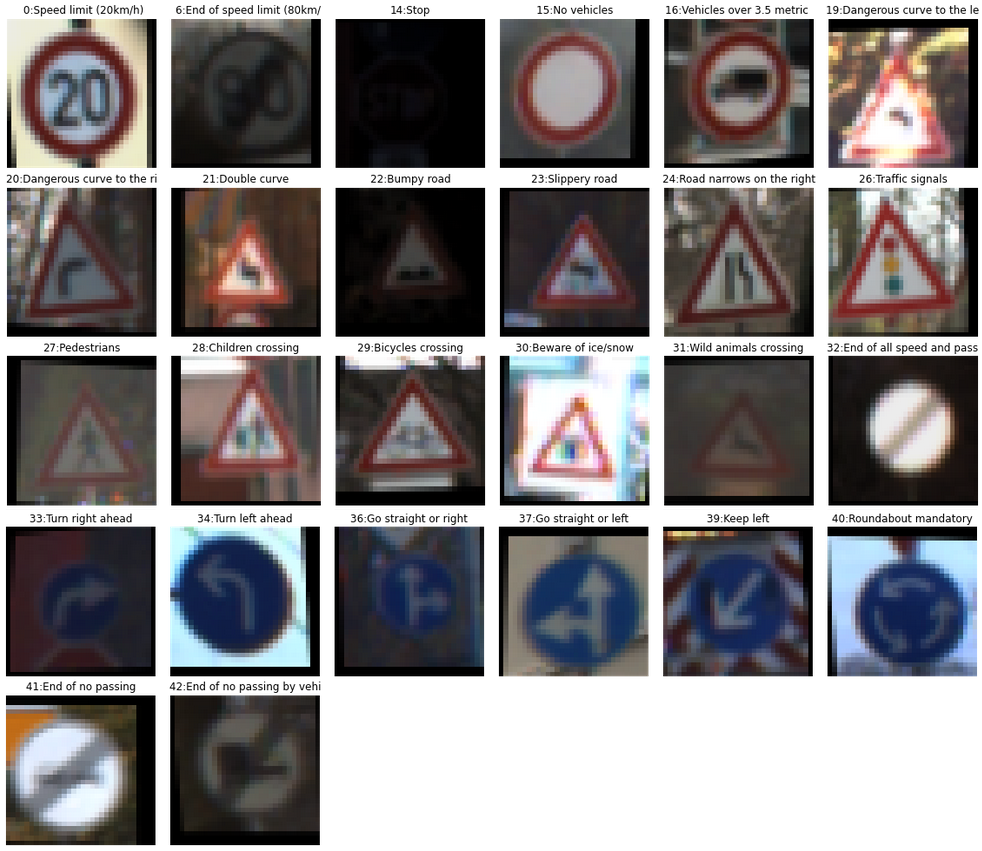 0:Speed limit (20km/h)
6:End of speed limit (80km/
14:Stop
15:No vehicles
16:Vehicles over 3.5 metric
19:Dangerous curve to the le
20
80
STOP
20:Dangerous curve to the ri
21:Double curve
22:Bumpy road
23:Slippery road
24:Road narrows on the right
26:Traffic signals
27:Pedestrians
28:Children crossing
29:Bicycles crossing
30:Beware of ice/snow
31:Wild animals crossing
32:End of all speed and pass
33:Turn right ahead
34:Turn left ahead
36:Go straight or right
37:Go straight or left
39:Keep left
40:Roundabout mandatory
41:End of no passing
42:End of no passing by vehi